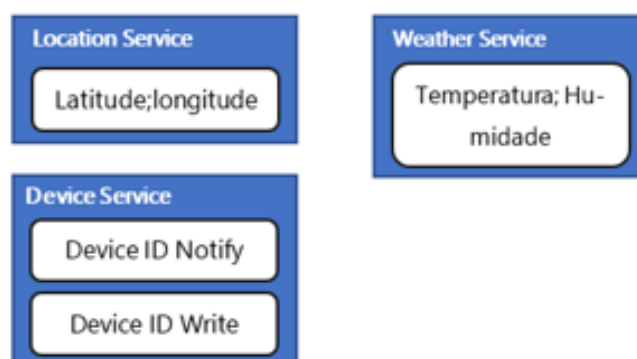 Location Service
Latitude;longitude
Weather Service
Temperatura; Hu-
midade
Device Service
Device ID Notify
Device ID Write